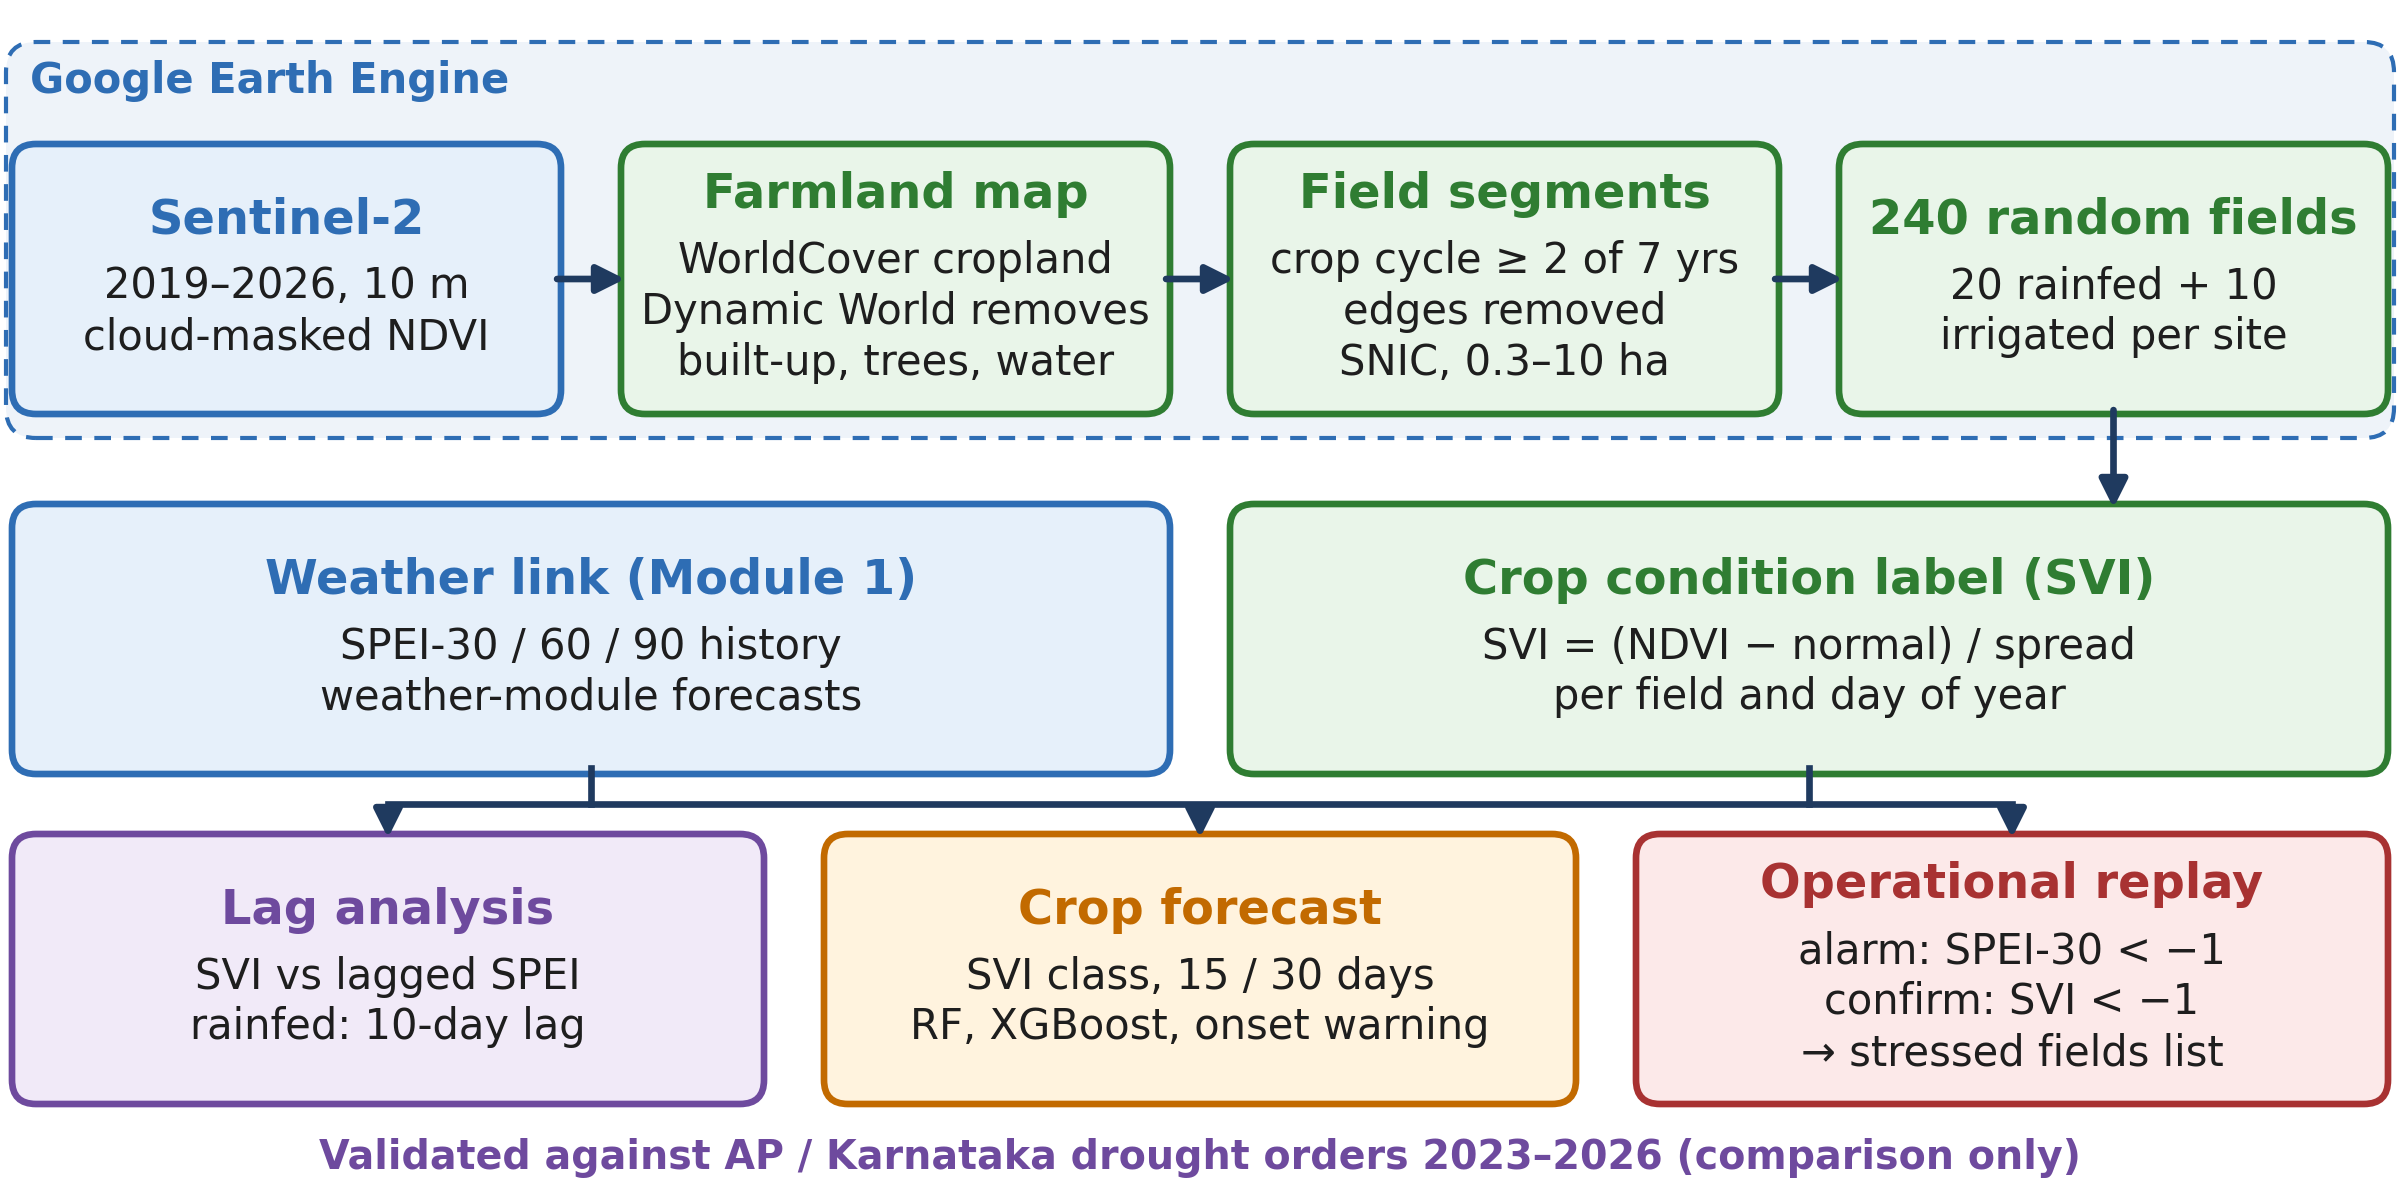 Google Earth Engine
Sentinel-2
2019–2026, 10 m
cloud-masked NDVI
Farmland map
WorldCover cropland
Dynamic World removes
built-up, trees, water
Field segments
crop cycle ≥ 2 of 7 yrs
edges removed
SNIC, 0.3–10 ha
240 random fields
20 rainfed + 10
irrigated per site
Weather link (Module 1)
SPEI-30 / 60 / 90 history
weather-module forecasts
Crop condition label (SVI)
SVI = (NDVI − normal) / spread
per field and day of year
Lag analysis
SVI vs lagged SPEI
rainfed: 10-day lag
Crop forecast
SVI class, 15 / 30 days
RF, XGBoost, onset warning
Operational replay
alarm: SPEI-30 < −1
confirm: SVI < −1
→ stressed fields list
Validated against AP / Karnataka drought orders 2023–2026 (comparison only)